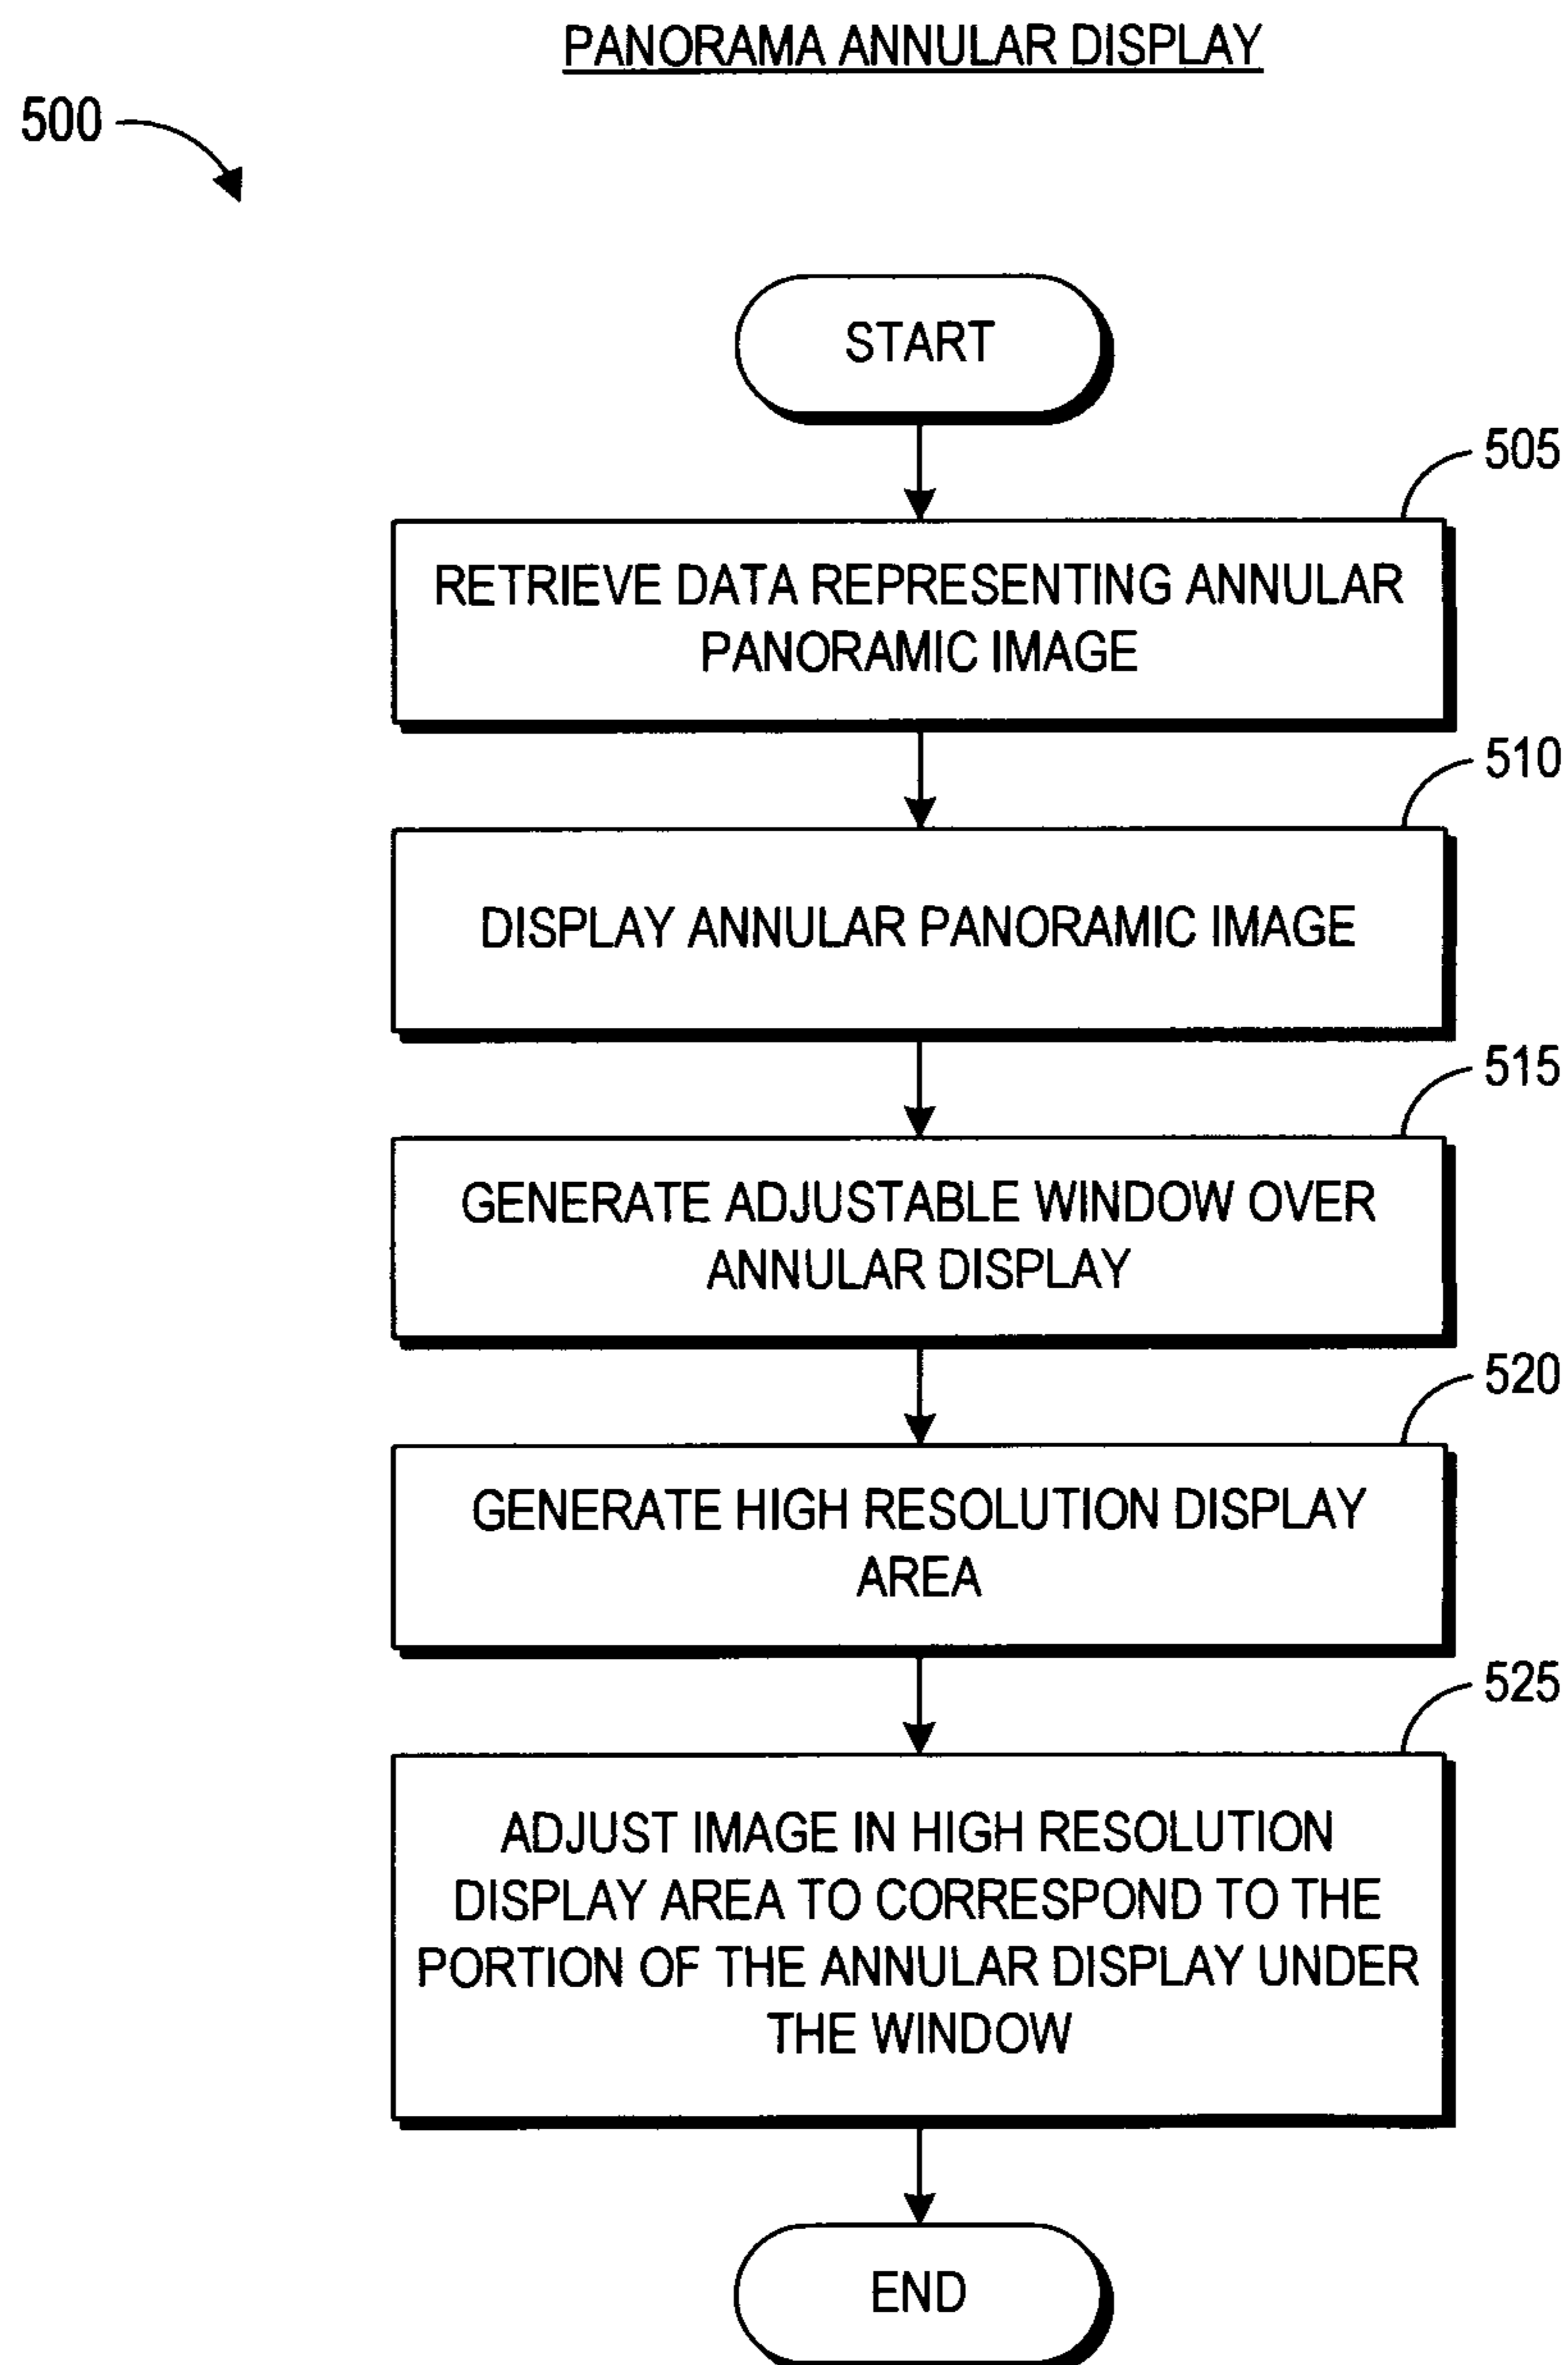 PANORAMA ANNULAR DISPLAY
500
START
505
RETRIEVE DATA REPRESENTING ANNULAR
PANORAMIC IMAGE
510
DISPLAY ANNULAR PANORAMIC IMAGE
515
GENERATE ADJUSTABLE WINDOW OVER
ANNULAR DISPLAY
520
GENERATE HIGH RESOLUTION DISPLAY
AREA
525
ADJUST IMAGE IN HIGH RESOLUTION
DISPLAY AREA TO CORRESPOND TO THE
PORTION OF THE ANNULAR DISPLAY UNDER
THE WINDOW
END